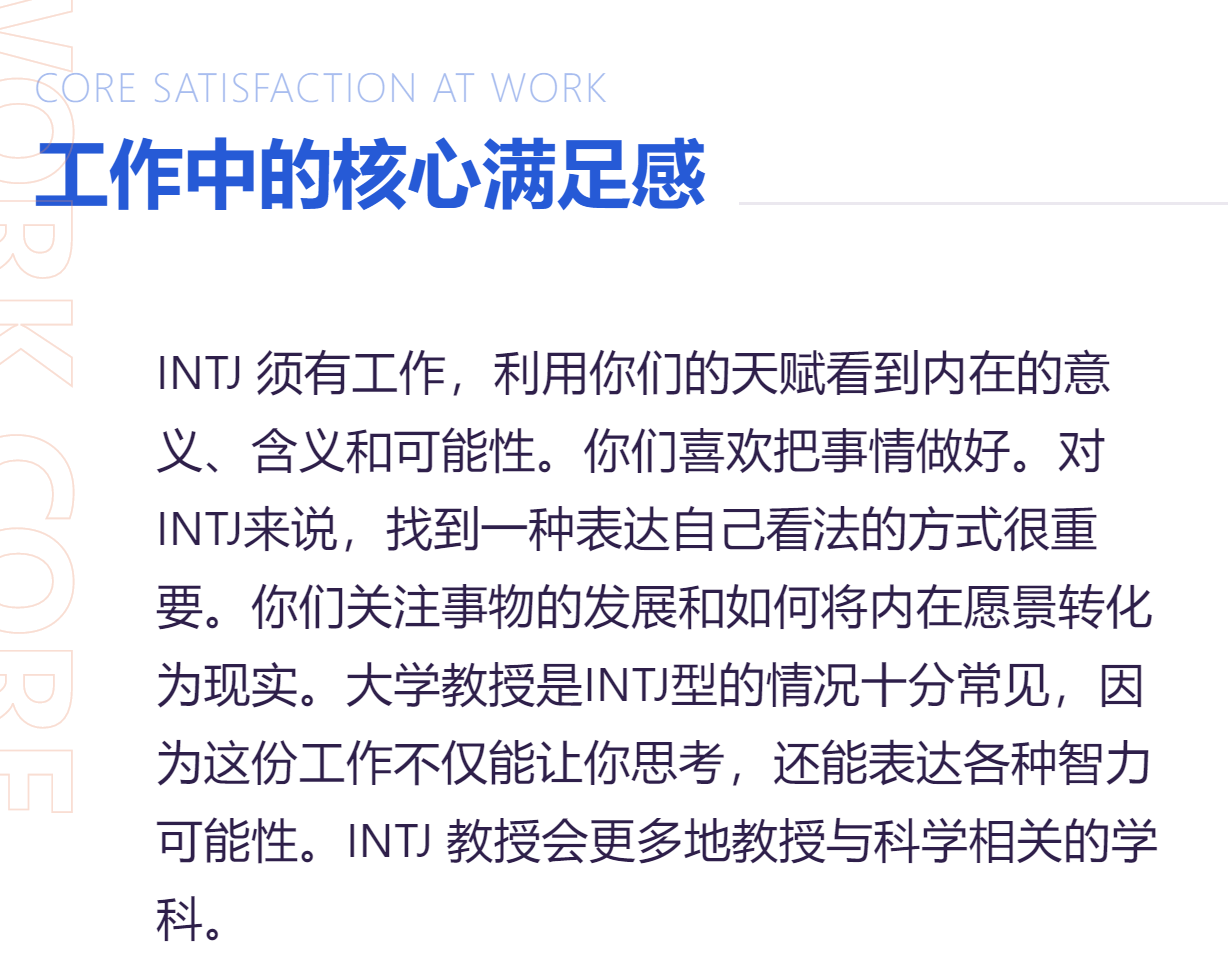 WORK CORE
CORE SATISFACTION AT WORK
工作中的核心满足感
INTJ 须有工作，利用你们的天赋看到内在的意
义、含义和可能性。你们喜欢把事情做好。对
INTJ来说，找到一种表达自己看法的方式很重
要。你们关注事物的发展和如何将内在愿景转化
为现实。大学教授是INTJ型的情况十分常见，因
为这份工作不仅能让你思考，还能表达各种智力
可能性。INTJ 教授会更多地教授与科学相关的学
科。